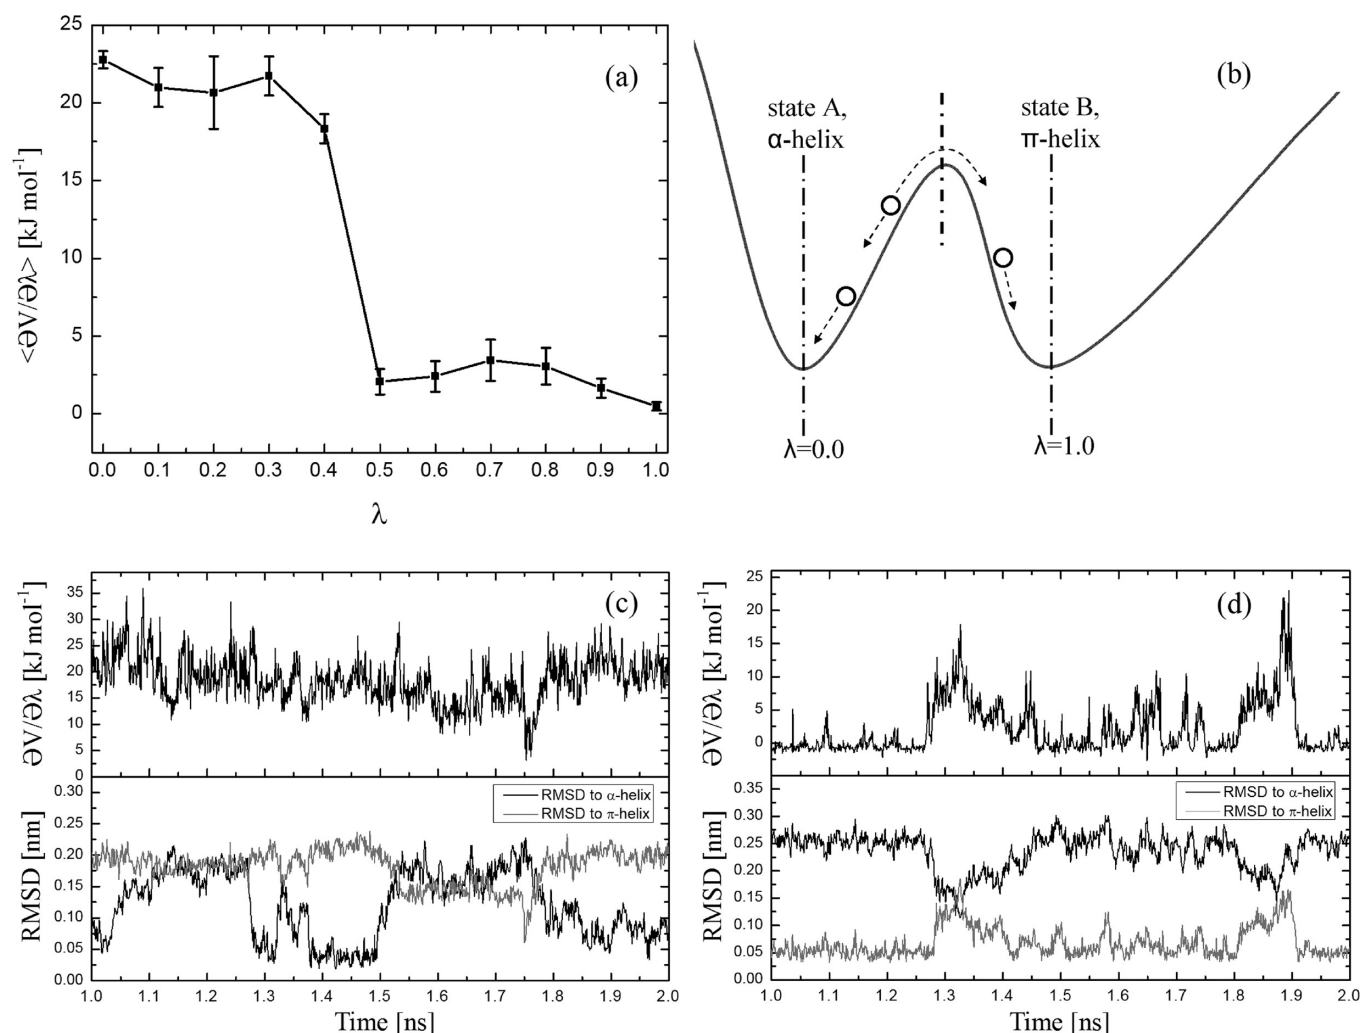 (a)
<ƏV/Əλ> [kJ mol⁻¹]
25
20
15
10
5
0
0.0 0.1 0.2 0.3 0.4 0.5 0.6 0.7 0.8 0.9 1.0
λ
(b)
state A,
α-helix
state B,
π-helix
λ=0.0
λ=1.0
(c)
ƏV/Əλ [kJ mol⁻¹]
35
30
25
20
15
10
5
0
RMSD to α-helix
RMSD to π-helix
RMSD [nm]
0.30
0.25
0.20
0.15
0.10
0.05
0.00
1.0 1.1 1.2 1.3 1.4 1.5 1.6 1.7 1.8 1.9 2.0
Time [ns]
(d)
ƏV/Əλ [kJ mol⁻¹]
25
20
15
10
5
0
RMSD to α-helix
RMSD to π-helix
RMSD [nm]
0.35
0.30
0.25
0.20
0.15
0.10
0.05
0.00
1.0 1.1 1.2 1.3 1.4 1.5 1.6 1.7 1.8 1.9 2.0
Time [ns]